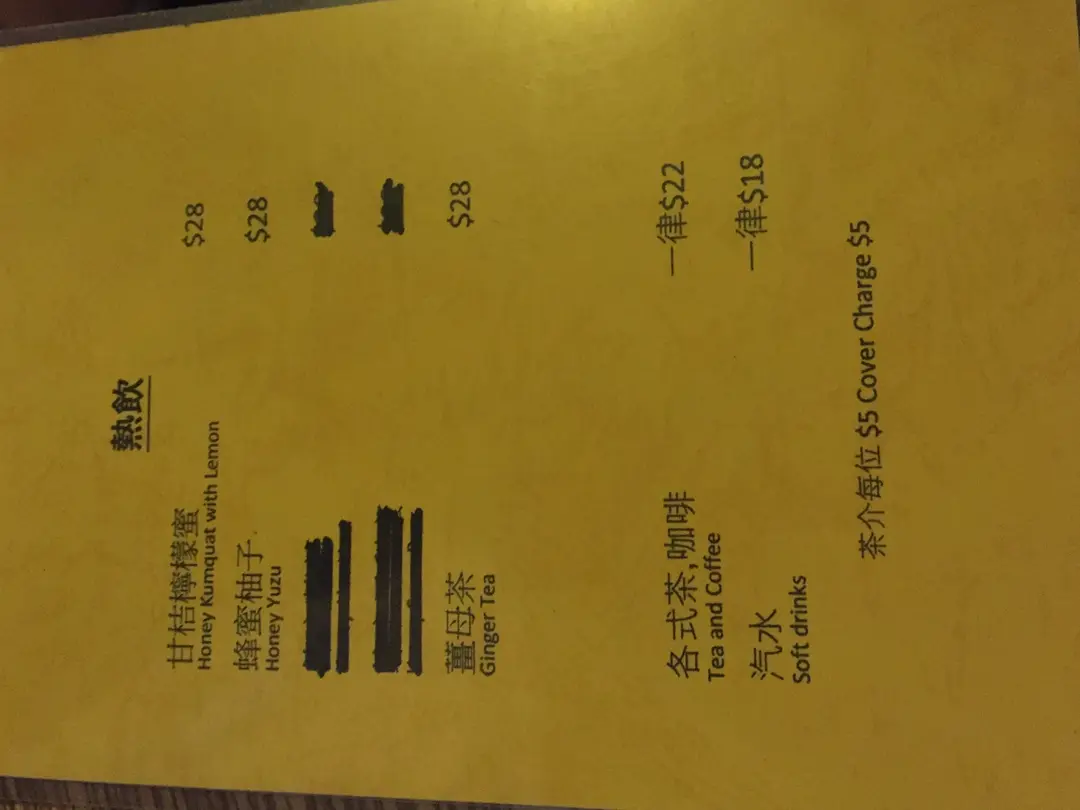 熱飲
甘桔檸檬蜜 $28
Honey Kumquat with Lemon
蜂蜜柚子 $28
Honey Yuzu
薑母茶 $28
Ginger Tea
各式茶,咖啡 一律$22
Tea and Coffee
汽水 一律$18
Soft drinks
茶介每位 $5 Cover Charge $5